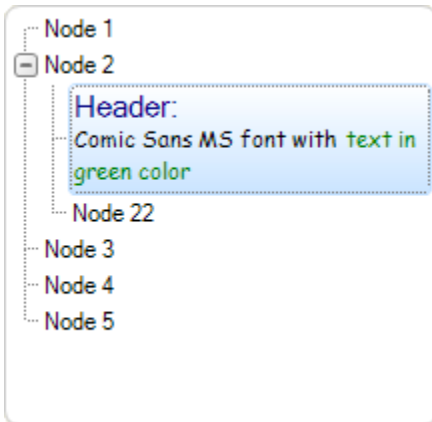 Node 1
Node 2
Header:
Comic Sans MS font with text in
green color
Node 22
Node 3
Node 4
Node 5